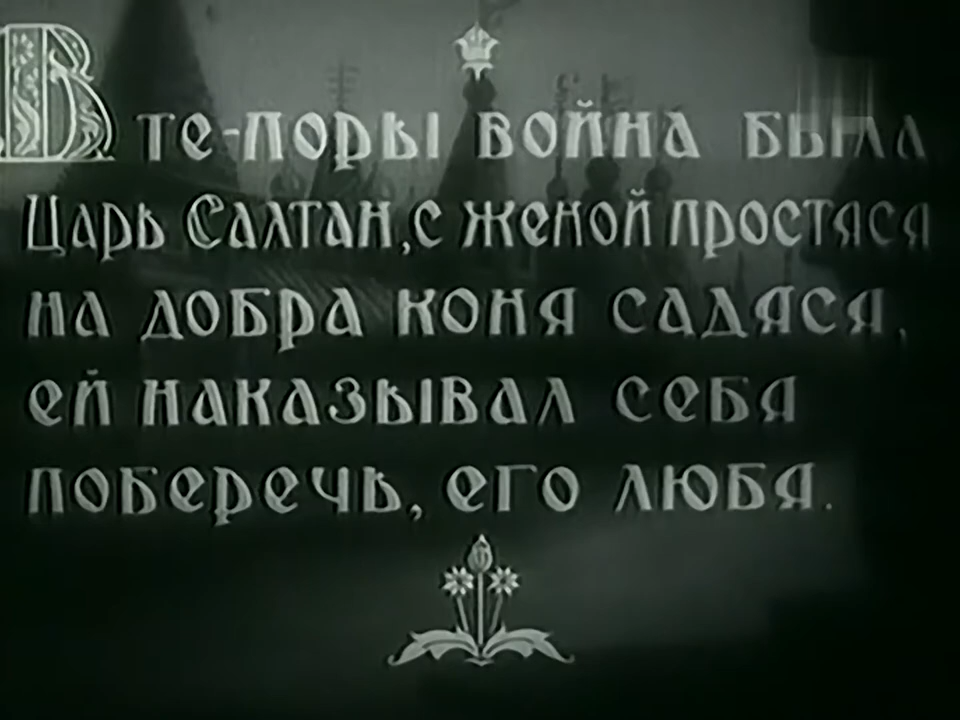 В те-поры война была
Царь Салтан, с женой простяся
на добра коня садяся,
ей наказывал себя
поберечь, его любя.